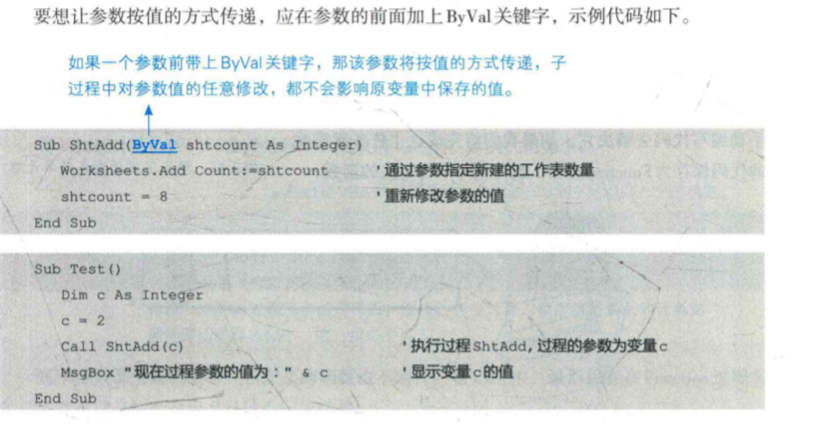 要想让参数按值的方式传递，应在参数的前面加上ByVal关键字，示例代码如下。
如果一个参数前带上ByVal关键字，那该参数将按值的方式传递，子
过程中对参数值的任意修改，都不会影响原变量中保存的值。
Sub ShtAdd(ByVal shtcount As Integer)
Worksheets.Add Count:=shtcount '通过参数指定新建的工作表数量
shtcount = 8 '重新修改参数的值
End Sub
Sub Test()
Dim c As Integer
c = 2
Call ShtAdd(c) '执行过程ShtAdd,过程的参数为变量c
MsgBox "现在过程参数的值为：" & c '显示变量c的值
End Sub